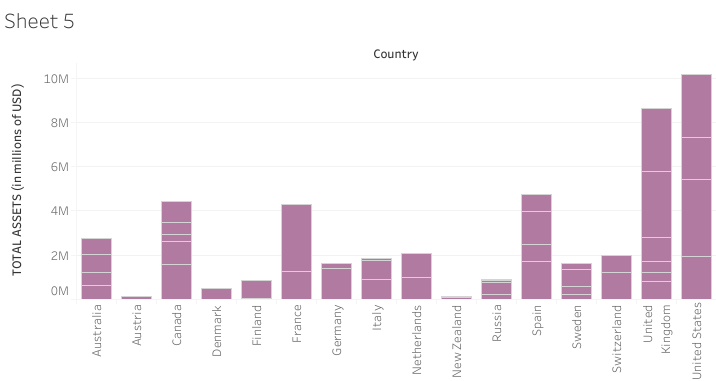 Sheet 5
Country
TOTAL ASSETS (in millions of USD)
10M
8M
6M
4M
2M
0M
Australia
Austria
Canada
Denmark
Finland
France
Germany
Italy
Netherlands
New Zealand
Russia
Spain
Sweden
Switzerland
United
Kingdom
United States